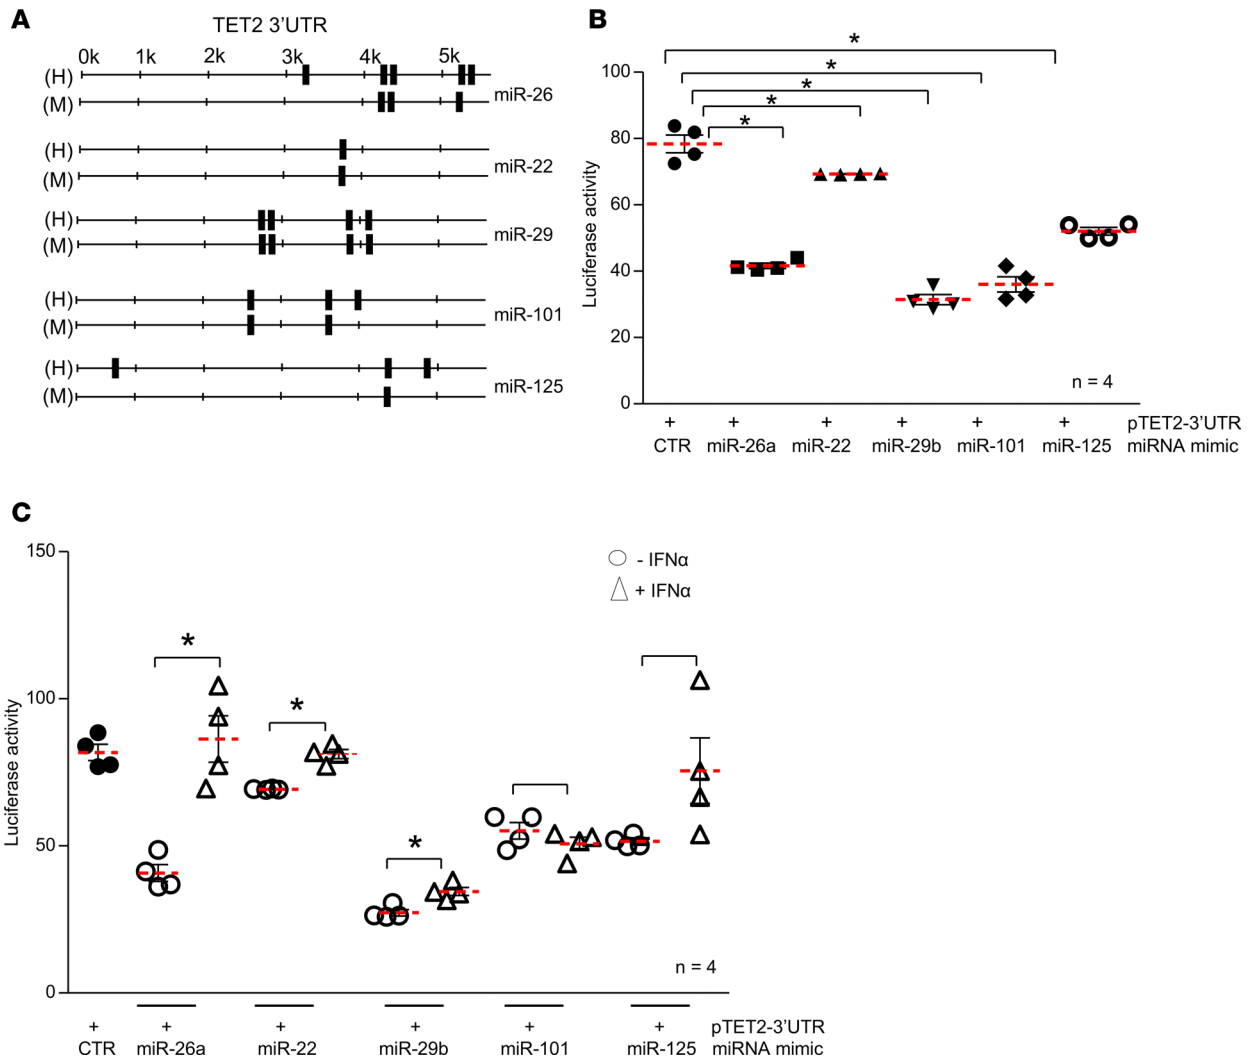 A
TET2 3’UTR
0k 1k 2k 3k 4k 5k
(H)
(M)
miR-26
(H)
(M)
miR-22
(H)
(M)
miR-29
(H)
(M)
miR-101
(H)
(M)
miR-125
B
Luciferase activity
100
80
60
40
20
0
*
*
*
*
*
n = 4
+ + + + + + pTET2-3’UTR
CTR miR-26a miR-22 miR-29b miR-101 miR-125 miRNA mimic
C
Luciferase activity
150
100
50
0
- IFNα
+ IFNα
*
*
*
n = 4
+ + + + + + pTET2-3’UTR
CTR miR-26a miR-22 miR-29b miR-101 miR-125 miRNA mimic